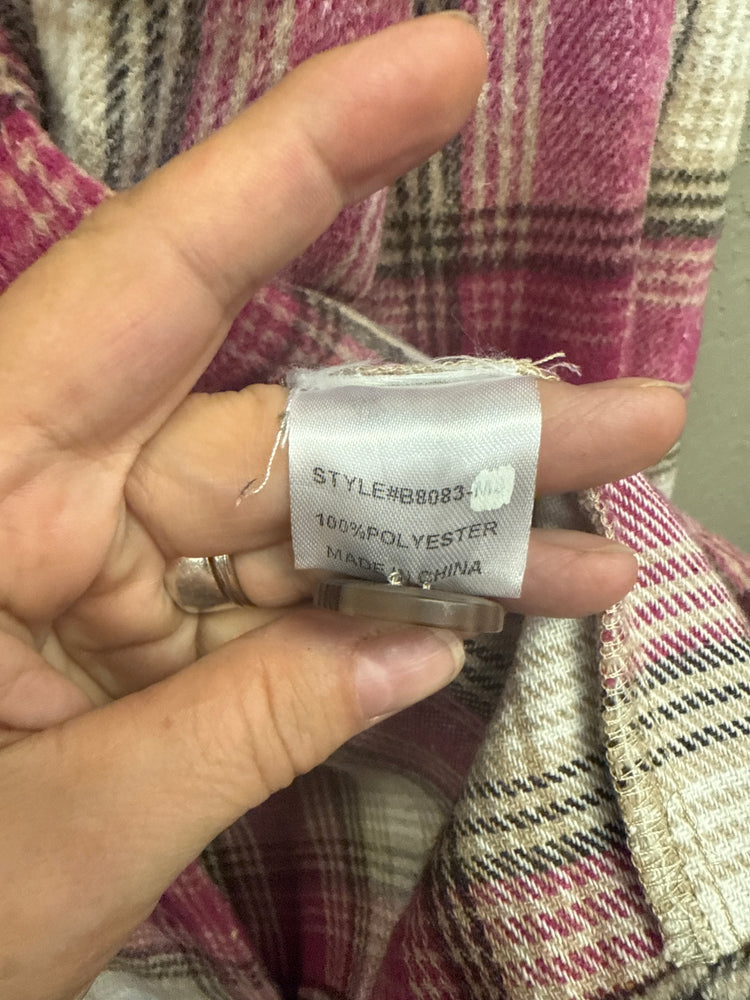 STYLE#B8083-
100%POLYESTER
MADE IN CHINA